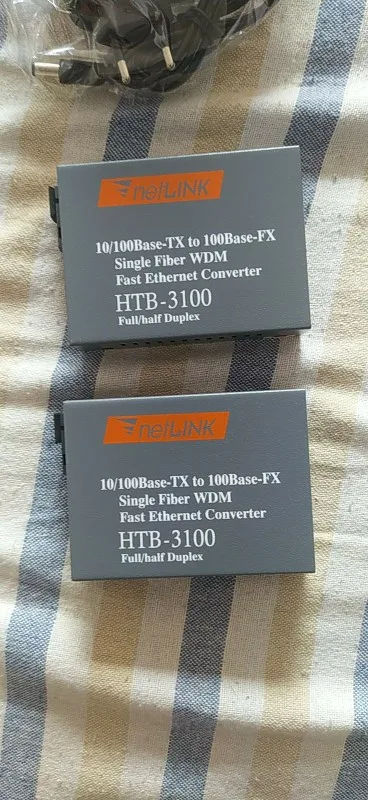 netLINK
10/100Base-TX to 100Base-FX
Single Fiber WDM
Fast Ethernet Converter
HTB-3100
Full/half Duplex
netLINK
10/100Base-TX to 100Base-FX
Single Fiber WDM
Fast Ethernet Converter
HTB-3100
Full/half Duplex